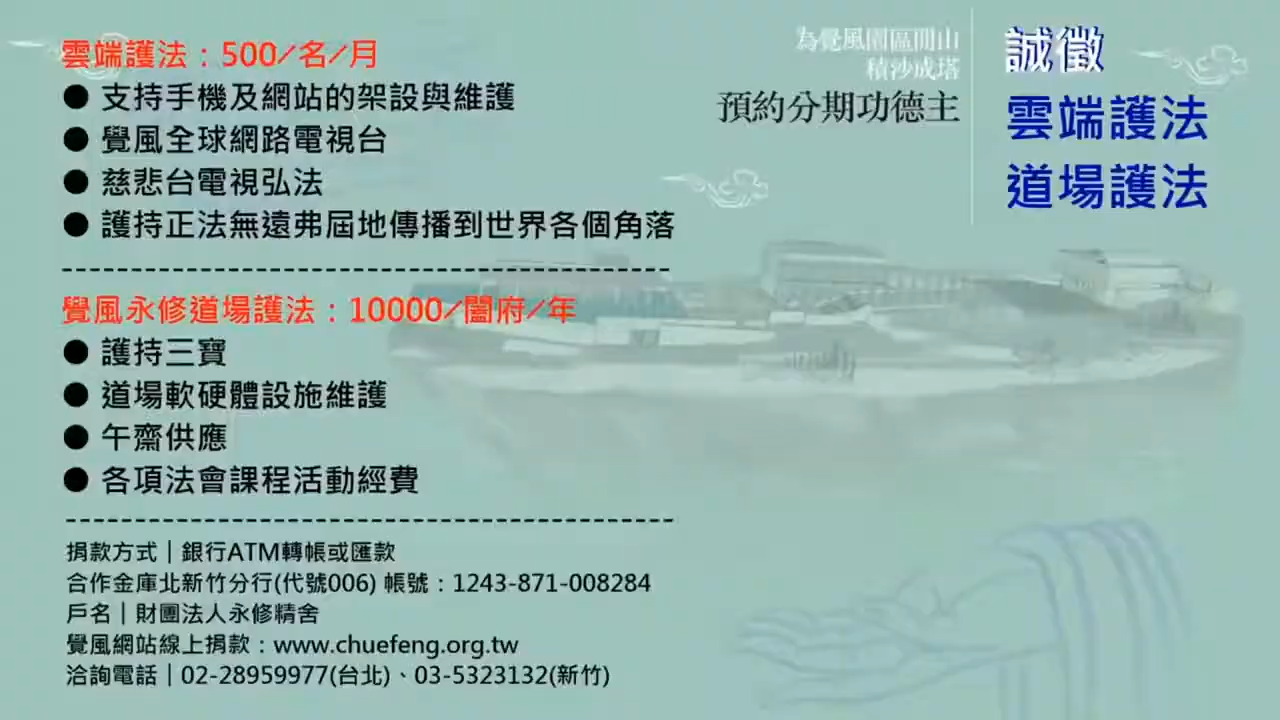 雲端護法：500/名/月
● 支持手機及網站的架設與維護
● 覺風全球網路電視台
● 慈悲台電視弘法
● 護持正法無遠弗屆地傳播到世界各個角落
覺風永修道場護法：10000/闔府/年
● 護持三寶
● 道場軟硬體設施維護
● 午齋供應
● 各項法會課程活動經費
捐款方式｜銀行ATM轉帳或匯款
合作金庫北新竹分行(代號006) 帳號：1243-871-008284
戶名｜財團法人永修精舍
覺風網站線上捐款：www.chuefeng.org.tw
洽詢電話｜02-28959977(台北)、03-5323132(新竹)
為覺風園區開山
積沙成塔
預約分期功德主
誠徵
雲端護法
道場護法